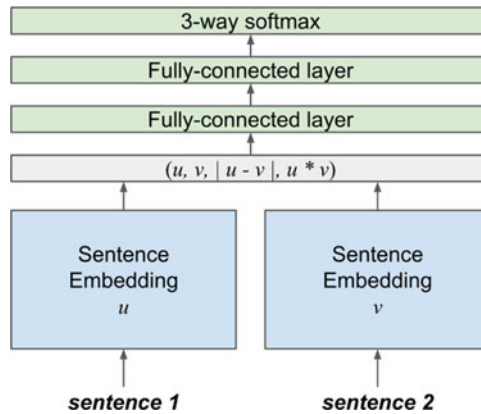 3-way softmax
Fully-connected layer
Fully-connected layer
(u, v, | u - v |, u * v)
Sentence
Embedding
u
Sentence
Embedding
v
sentence 1
sentence 2